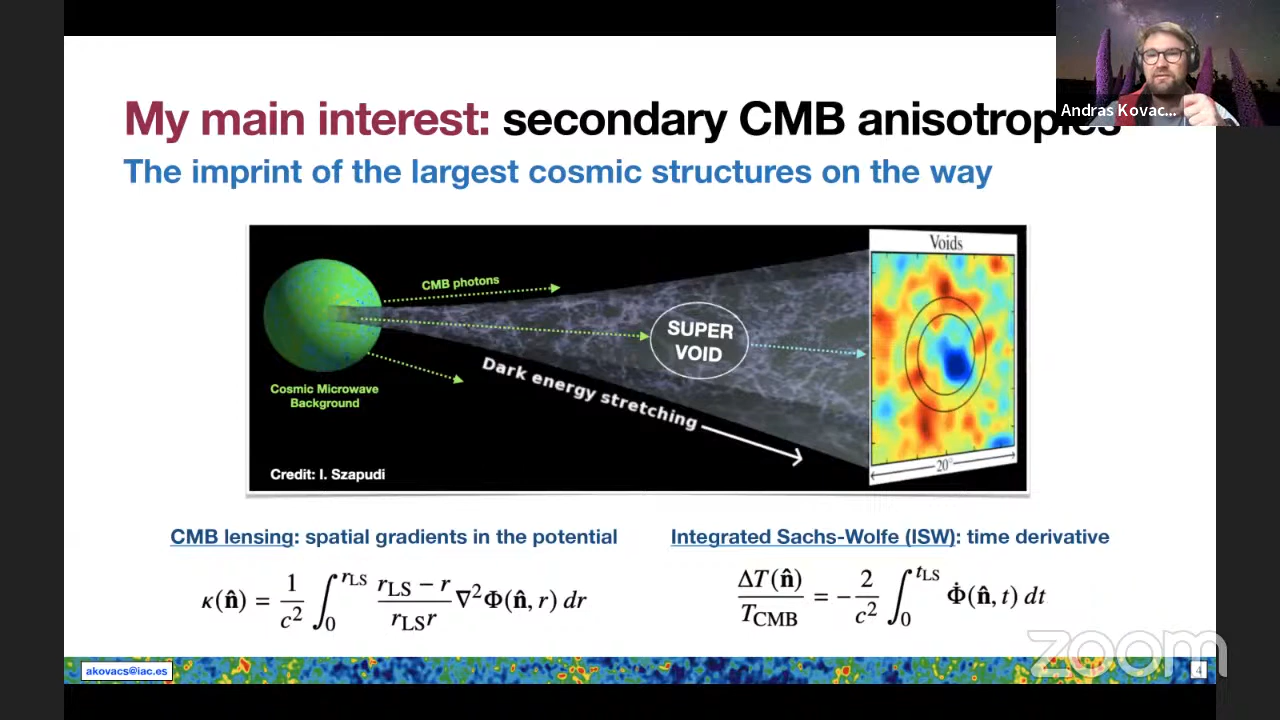 My main interest: secondary CMB anisotropies
The imprint of the largest cosmic structures on the way
Andras Kovac...
Voids
CMB photons
SUPER
VOID
Dark energy stretching
Cosmic Microwave
Background
Credit: I. Szapudi
20°
CMB lensing: spatial gradients in the potential
κ(n̂) = 1/c² ∫₀^{r_LS} (r_LS − r)/(r_LS r) ∇²Φ(n̂, r) dr
Integrated Sachs-Wolfe (ISW): time derivative
ΔT(n̂)/T_CMB = −2/c² ∫₀^{t_LS} Φ̇(n̂, t) dt
akovacs@iac.es
zoom
4